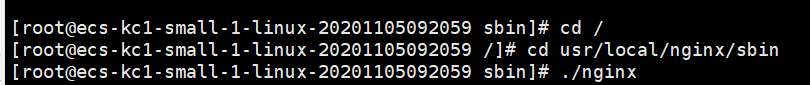 [root@ecs-kc1-small-1-linux-20201105092059 sbin]# cd /
[root@ecs-kc1-small-1-linux-20201105092059 /]# cd usr/local/nginx/sbin
[root@ecs-kc1-small-1-linux-20201105092059 sbin]# ./nginx